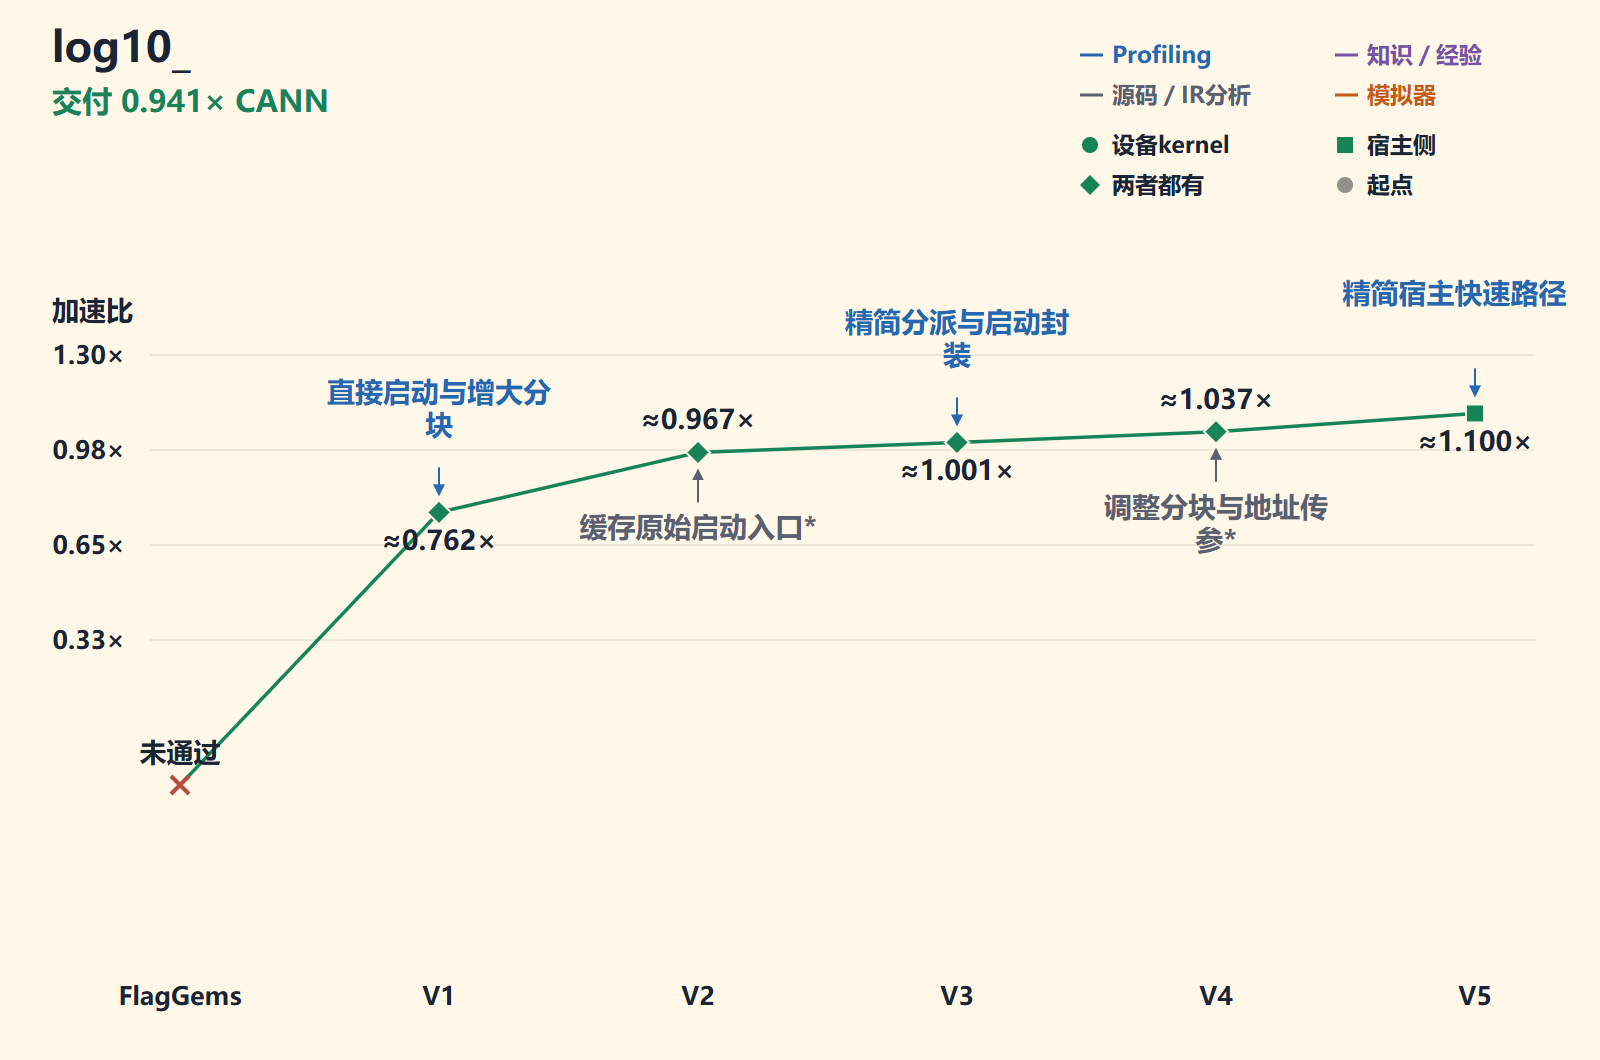 log10_
交付 0.941× CANN
Profiling
知识 / 经验
源码 / IR分析
模拟器
设备kernel
宿主侧
两者都有
起点
加速比
1.30×
0.98×
0.65×
0.33×
未通过
直接启动与增大分
块
≈0.762×
≈0.967×
缓存原始启动入口*
精简分派与启动封
装
≈1.001×
≈1.037×
调整分块与地址传
参*
精简宿主快速路径
≈1.100×
FlagGems
V1
V2
V3
V4
V5